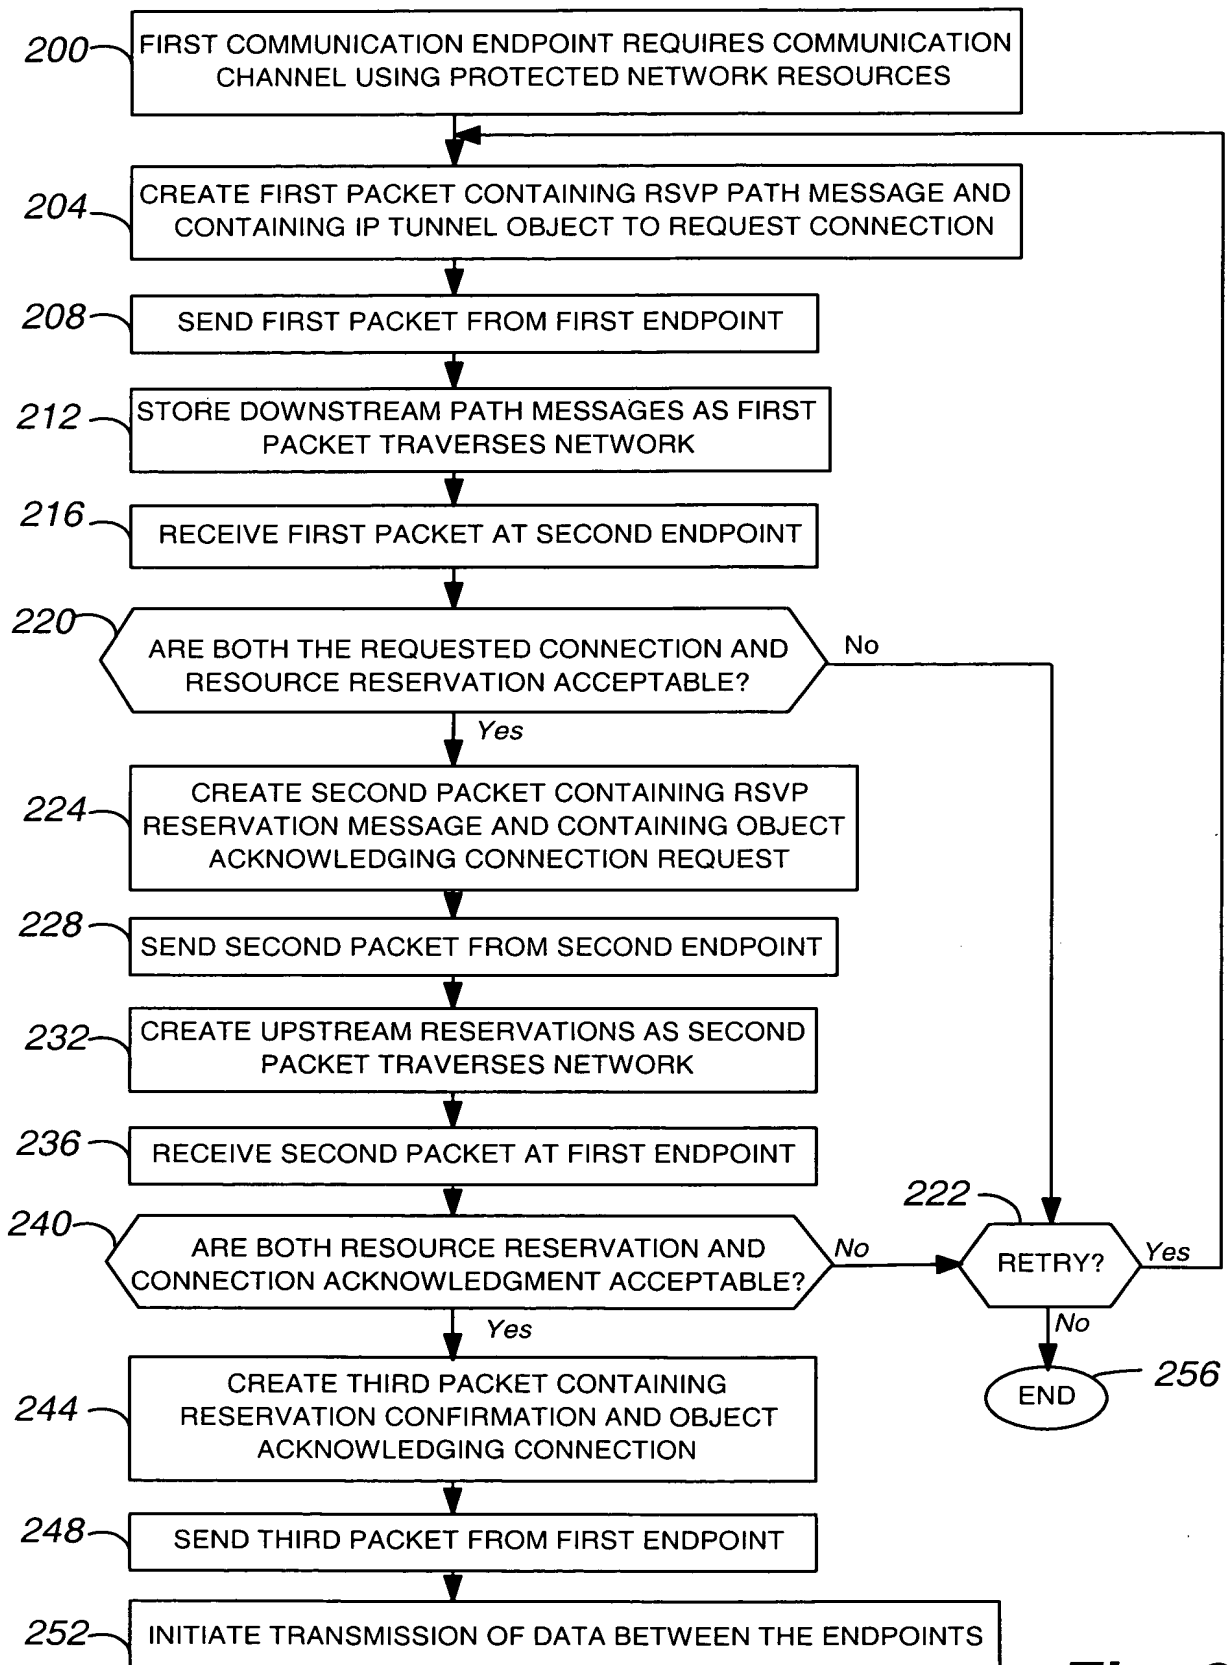 200
FIRST COMMUNICATION ENDPOINT REQUIRES COMMUNICATION
CHANNEL USING PROTECTED NETWORK RESOURCES
204
CREATE FIRST PACKET CONTAINING RSVP PATH MESSAGE AND
CONTAINING IP TUNNEL OBJECT TO REQUEST CONNECTION
208
SEND FIRST PACKET FROM FIRST ENDPOINT
212
STORE DOWNSTREAM PATH MESSAGES AS FIRST
PACKET TRAVERSES NETWORK
216
RECEIVE FIRST PACKET AT SECOND ENDPOINT
220
ARE BOTH THE REQUESTED CONNECTION AND
RESOURCE RESERVATION ACCEPTABLE?
No
Yes
224
CREATE SECOND PACKET CONTAINING RSVP
RESERVATION MESSAGE AND CONTAINING OBJECT
ACKNOWLEDGING CONNECTION REQUEST
228
SEND SECOND PACKET FROM SECOND ENDPOINT
232
CREATE UPSTREAM RESERVATIONS AS SECOND
PACKET TRAVERSES NETWORK
236
RECEIVE SECOND PACKET AT FIRST ENDPOINT
240
ARE BOTH RESOURCE RESERVATION AND
CONNECTION ACKNOWLEDGMENT ACCEPTABLE?
No
Yes
222
RETRY?
Yes
No
END
256
244
CREATE THIRD PACKET CONTAINING
RESERVATION CONFIRMATION AND OBJECT
ACKNOWLEDGING CONNECTION
248
SEND THIRD PACKET FROM FIRST ENDPOINT
252
INITIATE TRANSMISSION OF DATA BETWEEN THE ENDPOINTS